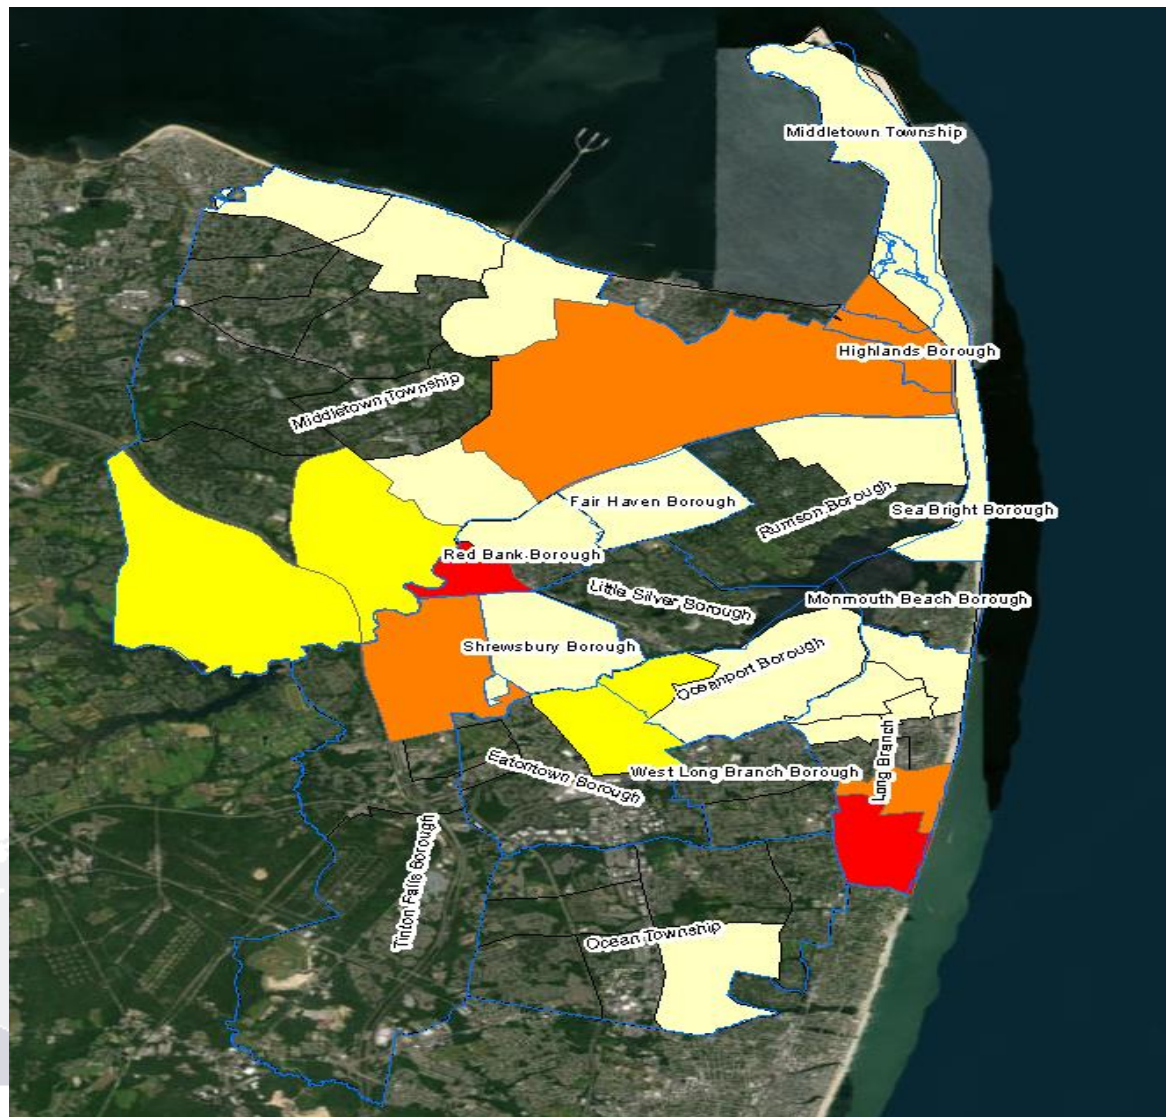 Middletown Township
Highlands Borough
Middletown Township
Fair Haven Borough
Rumson Borough
Sea Bright Borough
Red Bank Borough
Little Silver Borough
Monmouth Beach Borough
Shrewsbury Borough
Oceanport Borough
Long Branch
Eatontown Borough
West Long Branch Borough
Tinton Falls Borough
Ocean Township